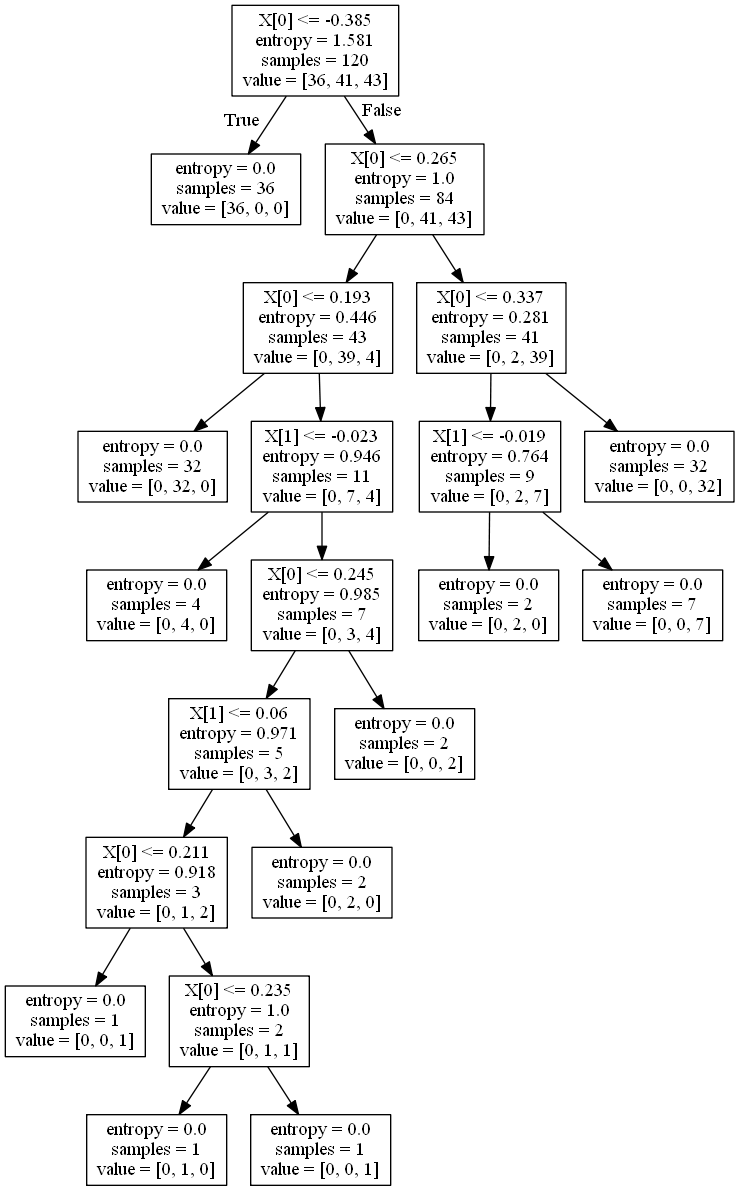 X[0] <= -0.385
entropy = 1.581
samples = 120
value = [36, 41, 43]
True
False
entropy = 0.0
samples = 36
value = [36, 0, 0]
X[0] <= 0.265
entropy = 1.0
samples = 84
value = [0, 41, 43]
X[0] <= 0.193
entropy = 0.446
samples = 43
value = [0, 39, 4]
X[0] <= 0.337
entropy = 0.281
samples = 41
value = [0, 2, 39]
entropy = 0.0
samples = 32
value = [0, 32, 0]
X[1] <= -0.023
entropy = 0.946
samples = 11
value = [0, 7, 4]
X[1] <= -0.019
entropy = 0.764
samples = 9
value = [0, 2, 7]
entropy = 0.0
samples = 32
value = [0, 0, 32]
entropy = 0.0
samples = 4
value = [0, 4, 0]
X[0] <= 0.245
entropy = 0.985
samples = 7
value = [0, 3, 4]
entropy = 0.0
samples = 2
value = [0, 2, 0]
entropy = 0.0
samples = 7
value = [0, 0, 7]
X[1] <= 0.06
entropy = 0.971
samples = 5
value = [0, 3, 2]
entropy = 0.0
samples = 2
value = [0, 0, 2]
X[0] <= 0.211
entropy = 0.918
samples = 3
value = [0, 1, 2]
entropy = 0.0
samples = 2
value = [0, 2, 0]
entropy = 0.0
samples = 1
value = [0, 0, 1]
X[0] <= 0.235
entropy = 1.0
samples = 2
value = [0, 1, 1]
entropy = 0.0
samples = 1
value = [0, 1, 0]
entropy = 0.0
samples = 1
value = [0, 0, 1]